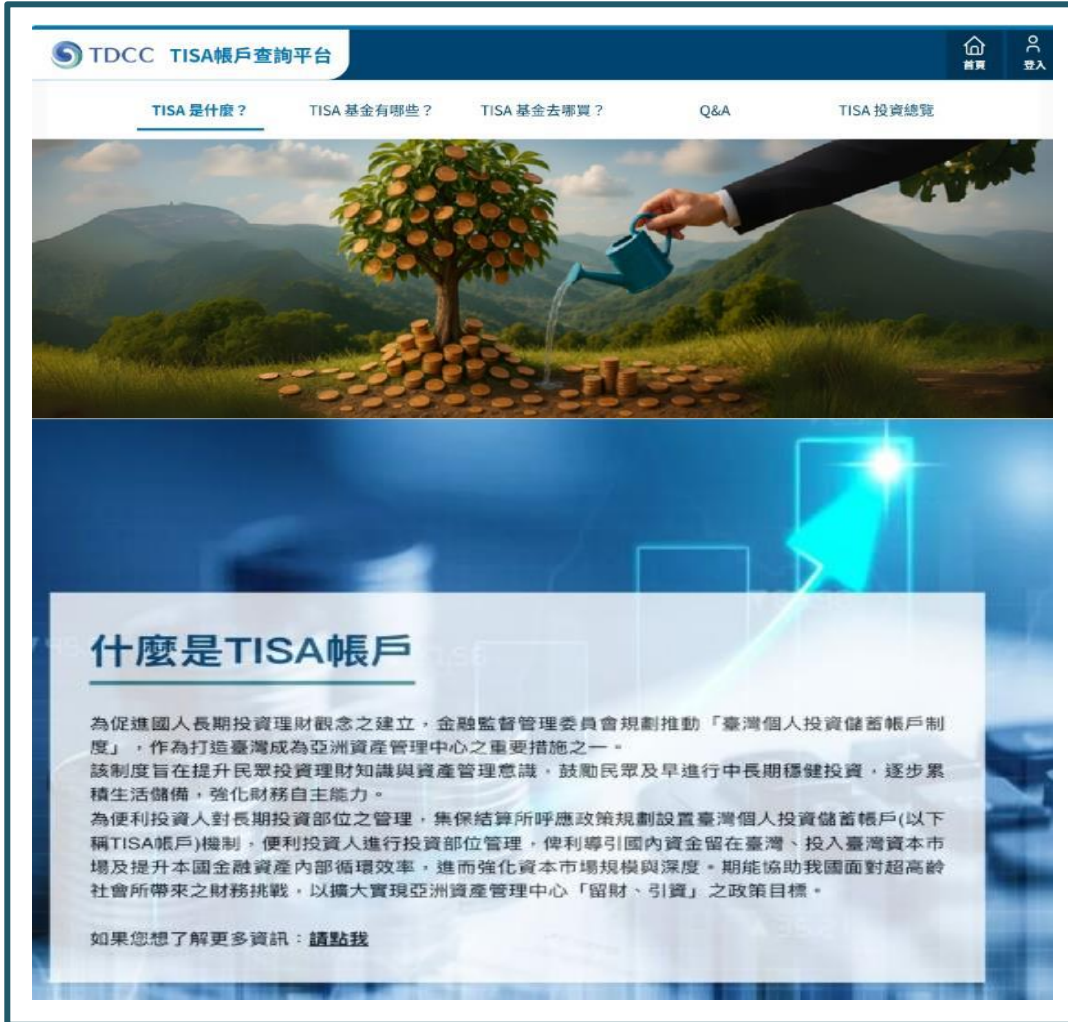 TDCC TISA帳戶查詢平台
首頁
登入
TISA 是什麼？
TISA 基金有哪些？
TISA 基金去哪買？
Q&A
TISA 投資總覽
什麼是TISA帳戶
為促進國人長期投資理財觀念之建立，金融監督管理委員會規劃推動「臺灣個人投資儲蓄帳戶制
度」，作為打造臺灣成為亞洲資產管理中心之重要措施之一。
該制度旨在提升民眾投資理財知識與資產管理意識，鼓勵民眾及早進行中長期穩健投資，逐步累
積生活儲備，強化財務自主能力。
為便利投資人對長期投資部位之管理，集保結算所呼應政策規劃設置臺灣個人投資儲蓄帳戶(以下
稱TISA帳戶)機制，便利投資人進行投資部位管理，俾利導引國內資金留在臺灣、投入臺灣資本市
場及提升本國金融資產內部循環效率，進而強化資本市場規模與深度。期能協助我國面對超高齡
社會所帶來之財務挑戰，以擴大實現亞洲資產管理中心「留財、引資」之政策目標。
如果您想了解更多資訊：請點我